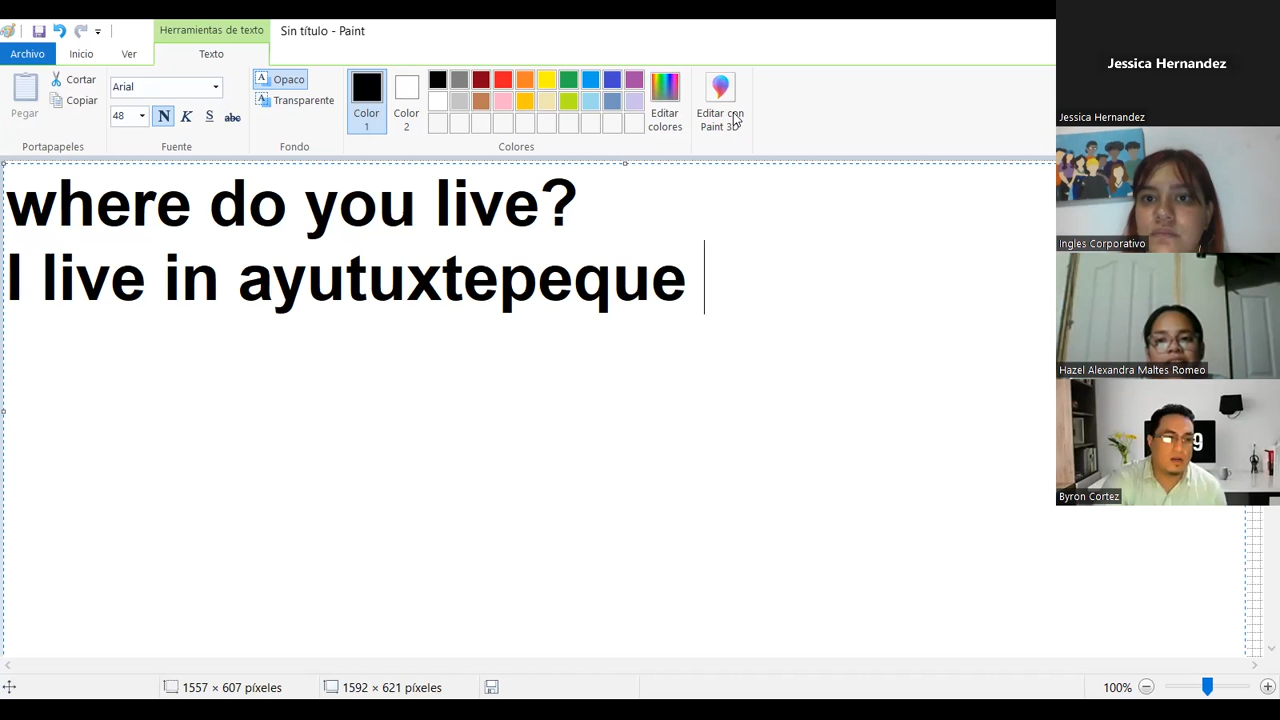 Herramientas de texto
Sin título - Paint
Archivo
Inicio
Ver
Texto
Pegar
Cortar
Copiar
Portapapeles
Arial
48
N K S abc
Fuente
Opaco
Transparente
Fondo
Color 1
Color 2
Editar colores
Colores
Editar con Paint 3D
where do you live?
I live in ayutuxtepeque
Jessica Hernandez
Jessica Hernandez
Ingles Corporativo
Hazel Alexandra Maltes Romeo
9
Byron Cortez
1557 × 607 píxeles
1592 × 621 píxeles
100%